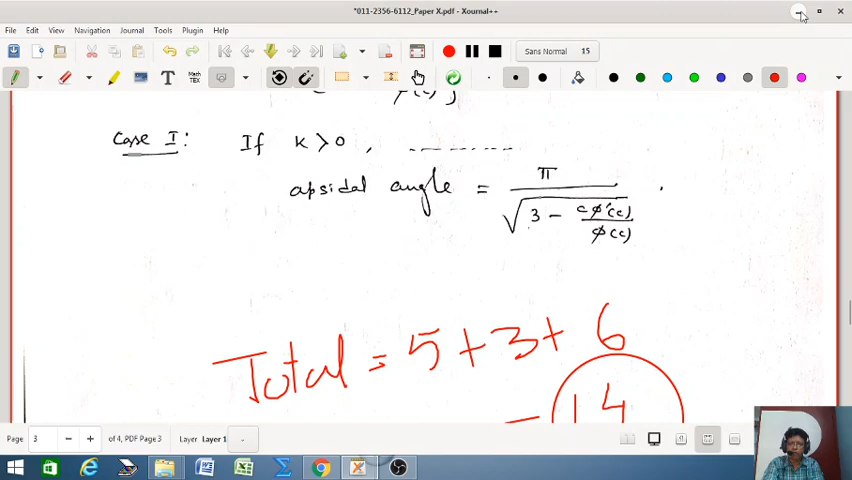 *011-2356-6112_Paper X.pdf - Xournal++
File Edit View Navigation Journal Tools Plugin Help
Sans Normal 15
T Math TEX
φ(c)
Case I: If K > 0, ----------
apsidal angle = π / √(3 - cφ'(c)/φ(c)) .
Total = 5 + 3 + 6
= 14
Page 3 of 4, PDF Page 3 Layer Layer 1